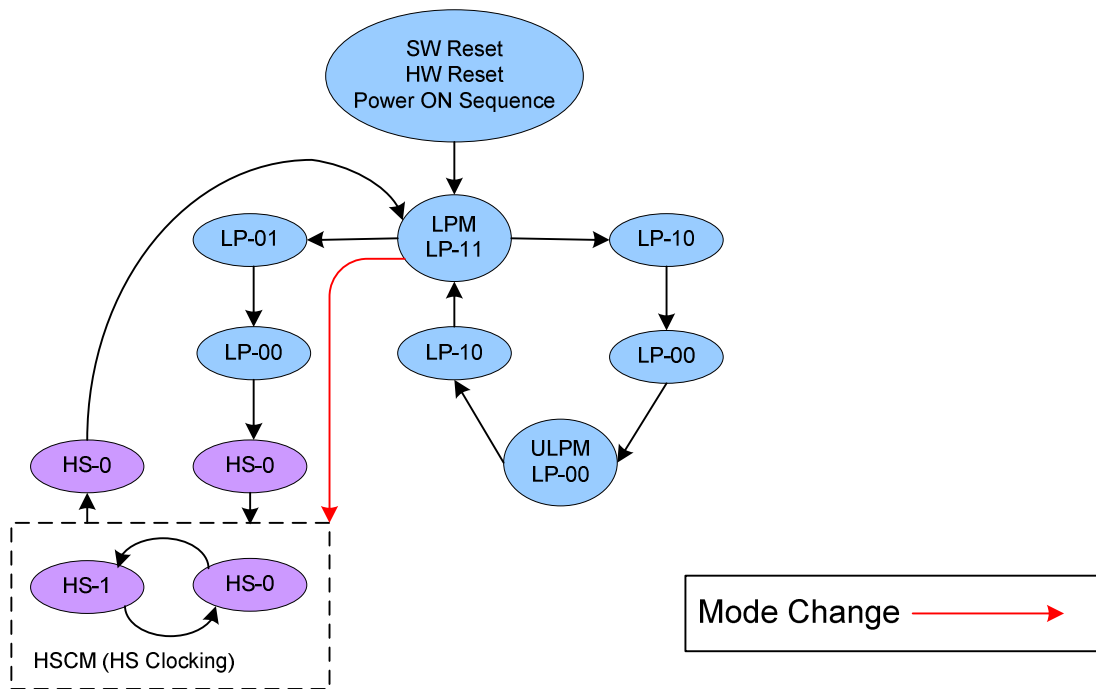 SW Reset
HW Reset
Power ON Sequence
LPM
LP-11
LP-01
LP-10
LP-00
LP-10
LP-00
ULPM
LP-00
HS-0
HS-0
HS-1
HS-0
HSCM (HS Clocking)
Mode Change